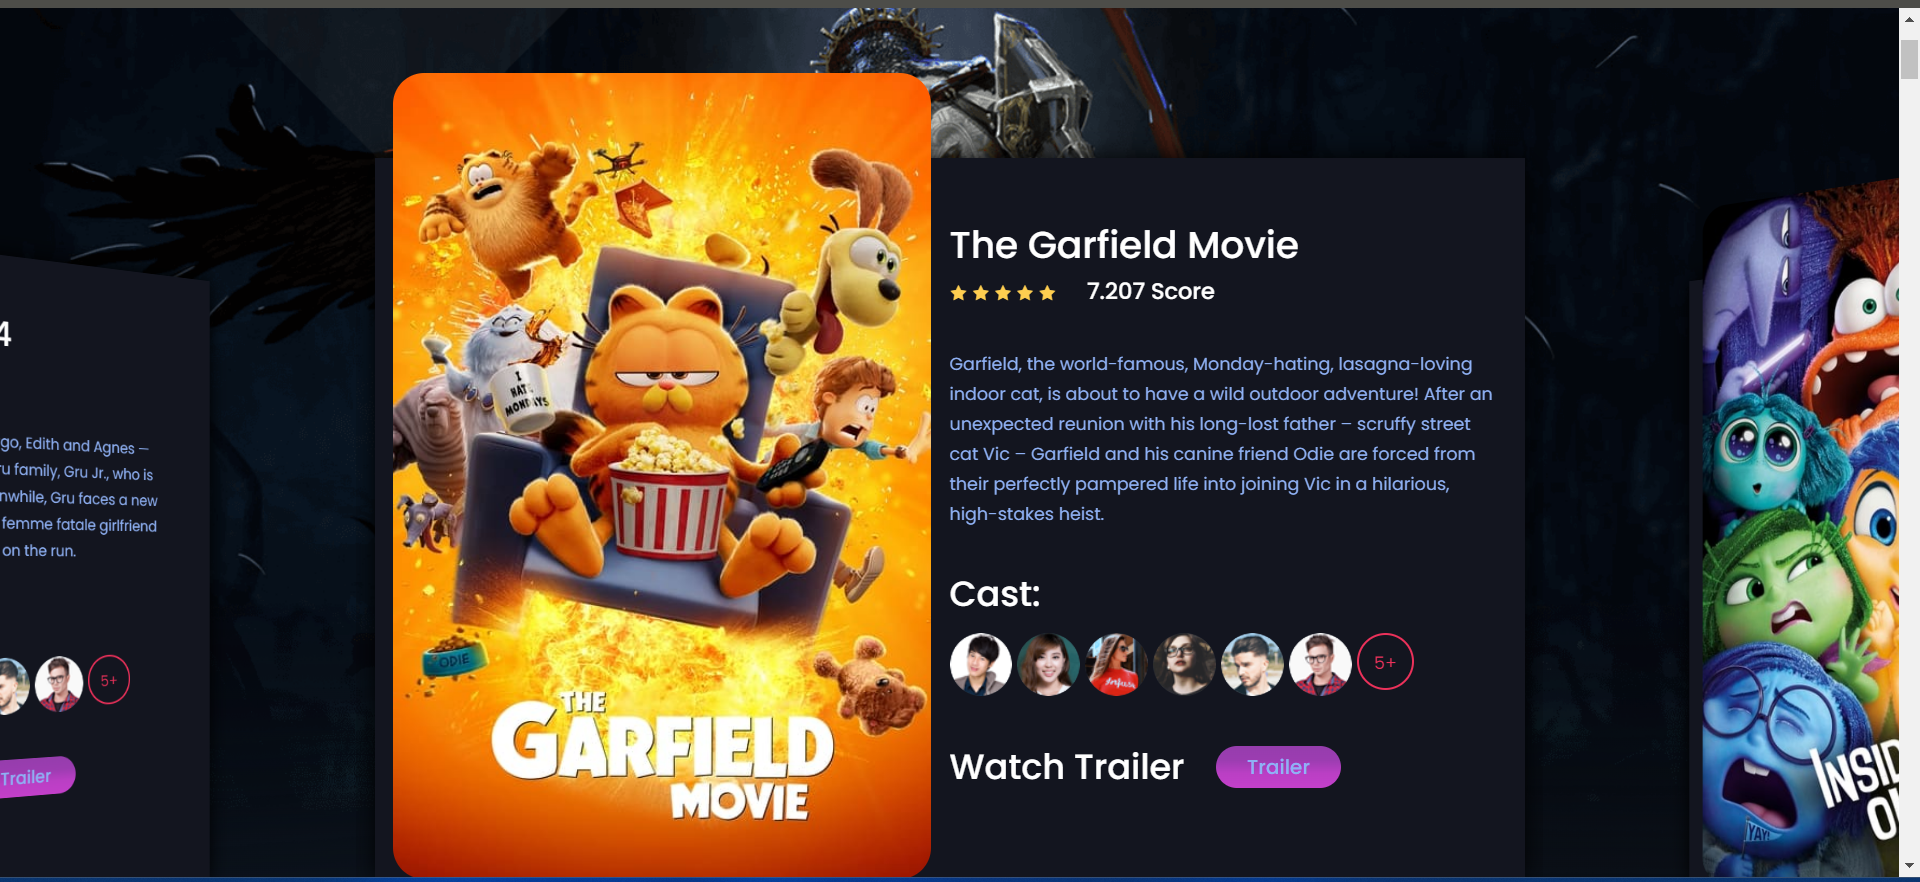 4
go, Edith and Agnes —
ru family, Gru Jr., who is
nwhile, Gru faces a new
femme fatale girlfriend
on the run.
5+
Trailer
I
HATE
MONDAYS
ODIE
THE
GARFIELD
MOVIE
The Garfield Movie
7.207 Score
Garfield, the world-famous, Monday-hating, lasagna-loving
indoor cat, is about to have a wild outdoor adventure! After an
unexpected reunion with his long-lost father – scruffy street
cat Vic – Garfield and his canine friend Odie are forced from
their perfectly pampered life into joining Vic in a hilarious,
high-stakes heist.
Cast:
5+
Watch Trailer
Trailer
YAY!
INSID
OU